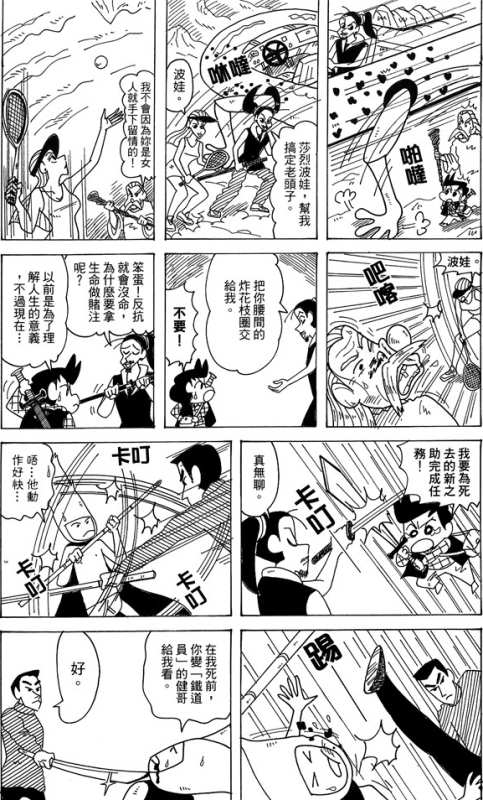 啪噠
咻噠
莎烈波娃，幫我
搞定老頭子。
波娃。
我不會因為妳是女
人就手下留情的！
波娃。
吧喀
把你腰間的
炸花枝圈交
給我。
不要！
笨蛋！反抗
就會沒命，
為什麼要拿
生命做賭注
呢？
以前是為了理
解人生的意義
，不過現在…
我要為死
去的新之
助完成任
務！
真無聊。
卡叮
卡叮
卡叮
卡叮
唔…他動
作好快…
踢
在我死前，
你變「鐵道
員」的健哥
給我看。
好。